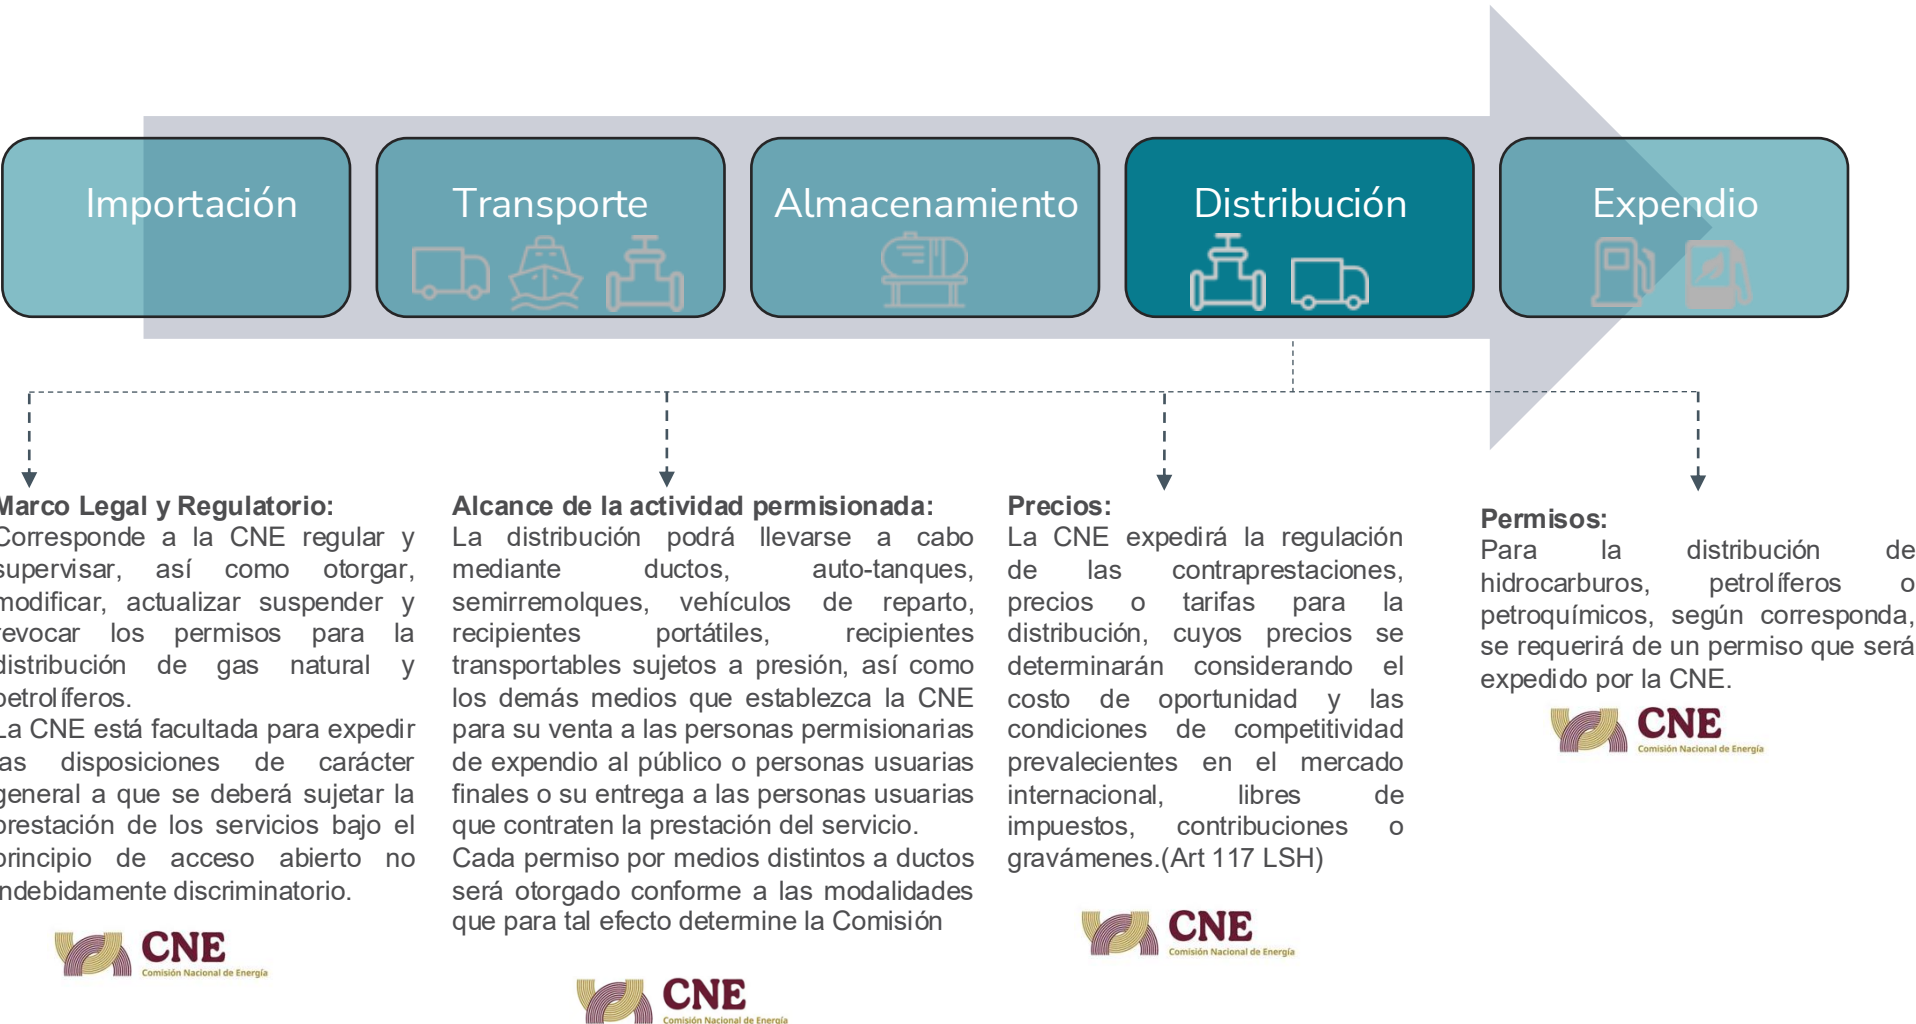 Importación
Transporte
Almacenamiento
Distribución
Expendio
Marco Legal y Regulatorio:
Corresponde a la CNE regular y
supervisar, así como otorgar,
modificar, actualizar suspender y
revocar los permisos para la
distribución de gas natural y
petrolíferos.
La CNE está facultada para expedir
las disposiciones de carácter
general a que se deberá sujetar la
prestación de los servicios bajo el
principio de acceso abierto no
indebidamente discriminatorio.
CNE
Comisión Nacional de Energía
Alcance de la actividad permisionada:
La distribución podrá llevarse a cabo
mediante ductos, auto-tanques,
semirremolques, vehículos de reparto,
recipientes portátiles, recipientes
transportables sujetos a presión, así como
los demás medios que establezca la CNE
para su venta a las personas permisionarias
de expendio al público o personas usuarias
finales o su entrega a las personas usuarias
que contraten la prestación del servicio.
Cada permiso por medios distintos a ductos
será otorgado conforme a las modalidades
que para tal efecto determine la Comisión
CNE
Comisión Nacional de Energía
Precios:
La CNE expedirá la regulación
de las contraprestaciones,
precios o tarifas para la
distribución, cuyos precios se
determinarán considerando el
costo de oportunidad y las
condiciones de competitividad
prevalecientes en el mercado
internacional, libres de
impuestos, contribuciones o
gravámenes.(Art 117 LSH)
CNE
Comisión Nacional de Energía
Permisos:
Para la distribución de
hidrocarburos, petrolíferos o
petroquímicos, según corresponda,
se requerirá de un permiso que será
expedido por la CNE.
CNE
Comisión Nacional de Energía